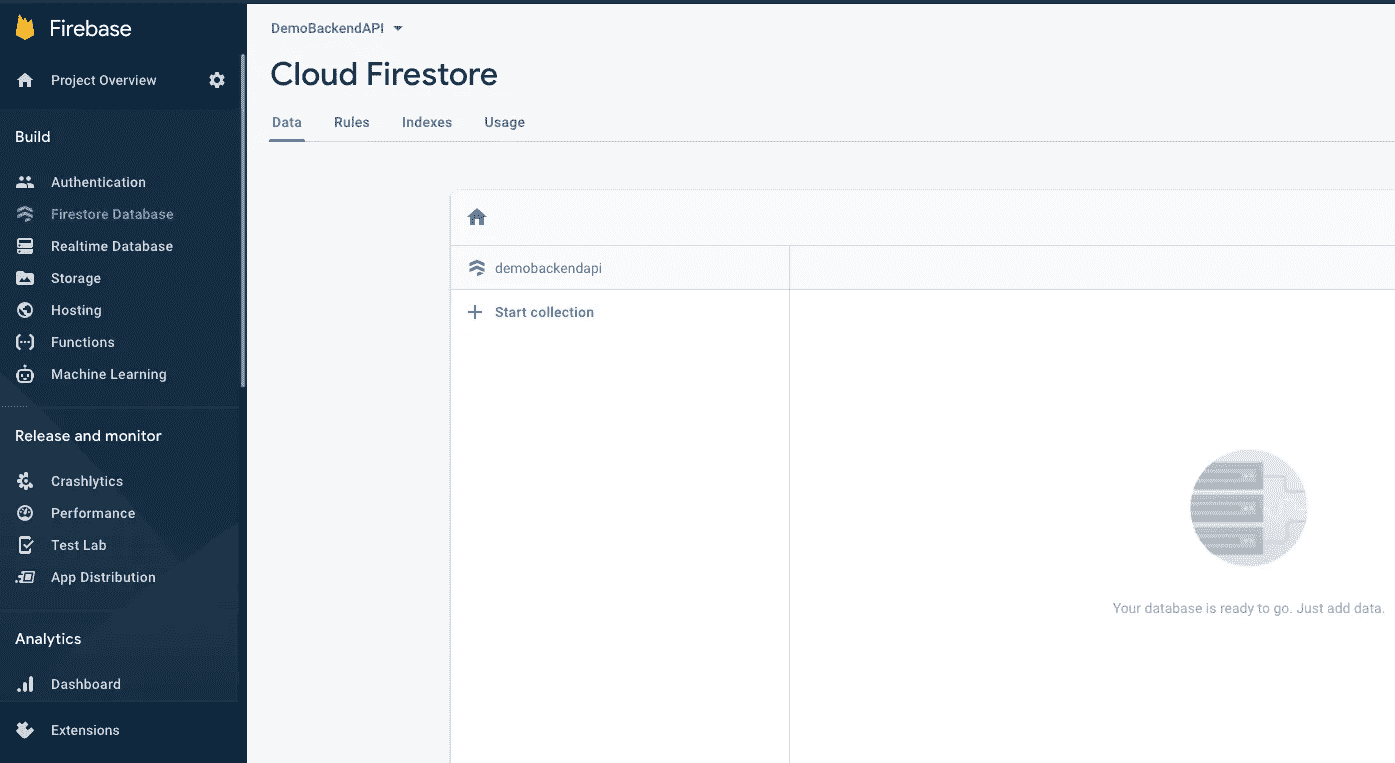 Firebase
Project Overview
Build
Authentication
Firestore Database
Realtime Database
Storage
Hosting
Functions
Machine Learning
Release and monitor
Crashlytics
Performance
Test Lab
App Distribution
Analytics
Dashboard
Extensions
DemoBackendAPI
Cloud Firestore
Data Rules Indexes Usage
demobackendapi
Start collection
Your database is ready to go. Just add data.